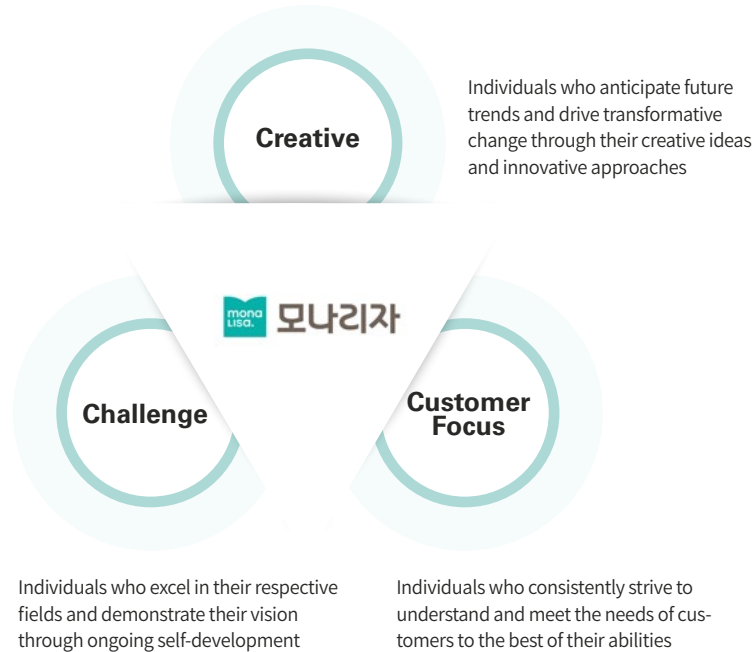 Creative
Individuals who anticipate future
trends and drive transformative
change through their creative ideas
and innovative approaches
mona
LISA.
모나리자
Challenge
Customer
Focus
Individuals who excel in their respective
fields and demonstrate their vision
through ongoing self-development
Individuals who consistently strive to
understand and meet the needs of cus-
tomers to the best of their abilities